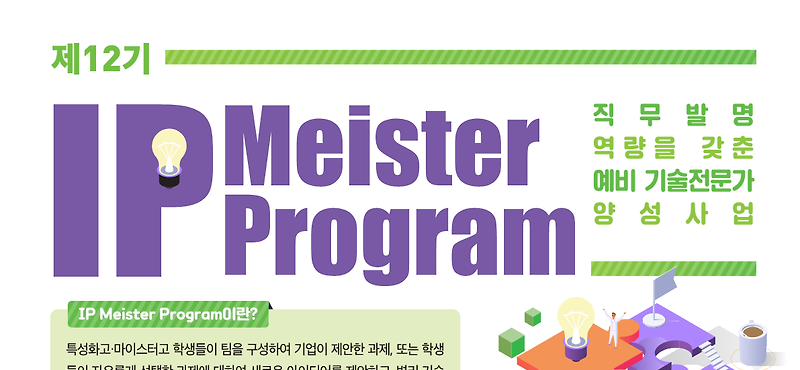 제12기
IP Meister
Program
직무발명
역량을 갖춘
예비 기술전문가
양성사업
IP Meister Program이란?
특성화고·마이스터고 학생들이 팀을 구성하여 기업이 제안한 과제, 또는 학생